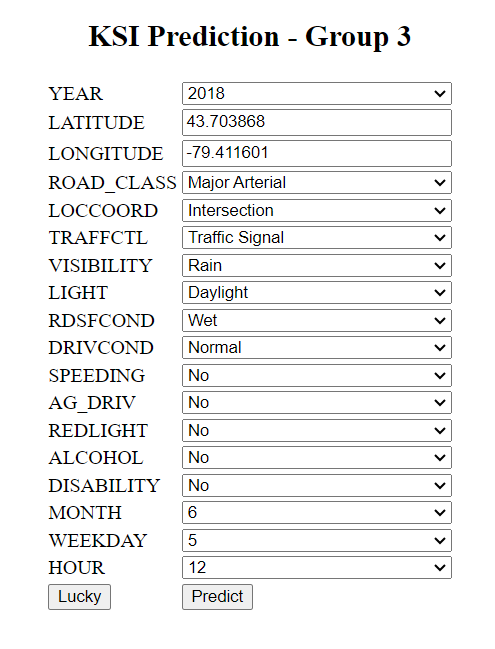 KSI Prediction - Group 3
YEAR 2018
LATITUDE 43.703868
LONGITUDE -79.411601
ROAD_CLASS Major Arterial
LOCCOORD Intersection
TRAFFCTL Traffic Signal
VISIBILITY Rain
LIGHT Daylight
RDSFCOND Wet
DRIVCOND Normal
SPEEDING No
AG_DRIV No
REDLIGHT No
ALCOHOL No
DISABILITY No
MONTH 6
WEEKDAY 5
HOUR 12
Lucky Predict